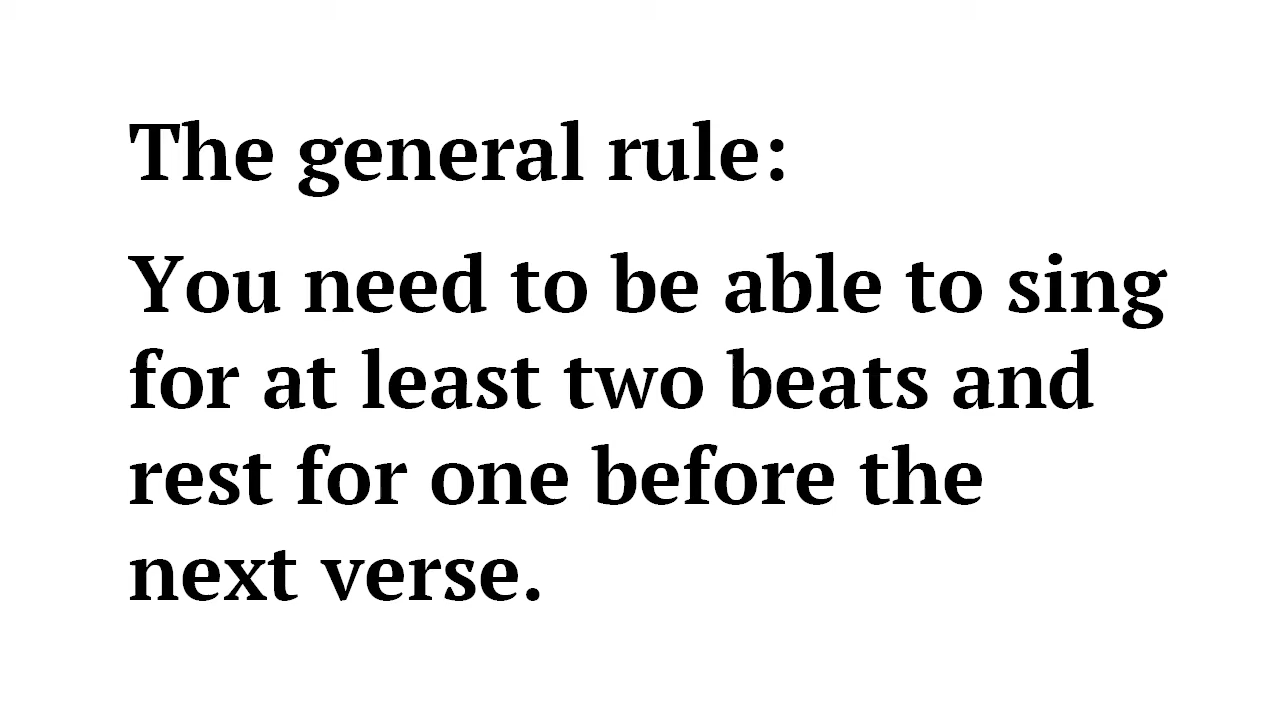 The general rule:
You need to be able to sing
for at least two beats and
rest for one before the
next verse.